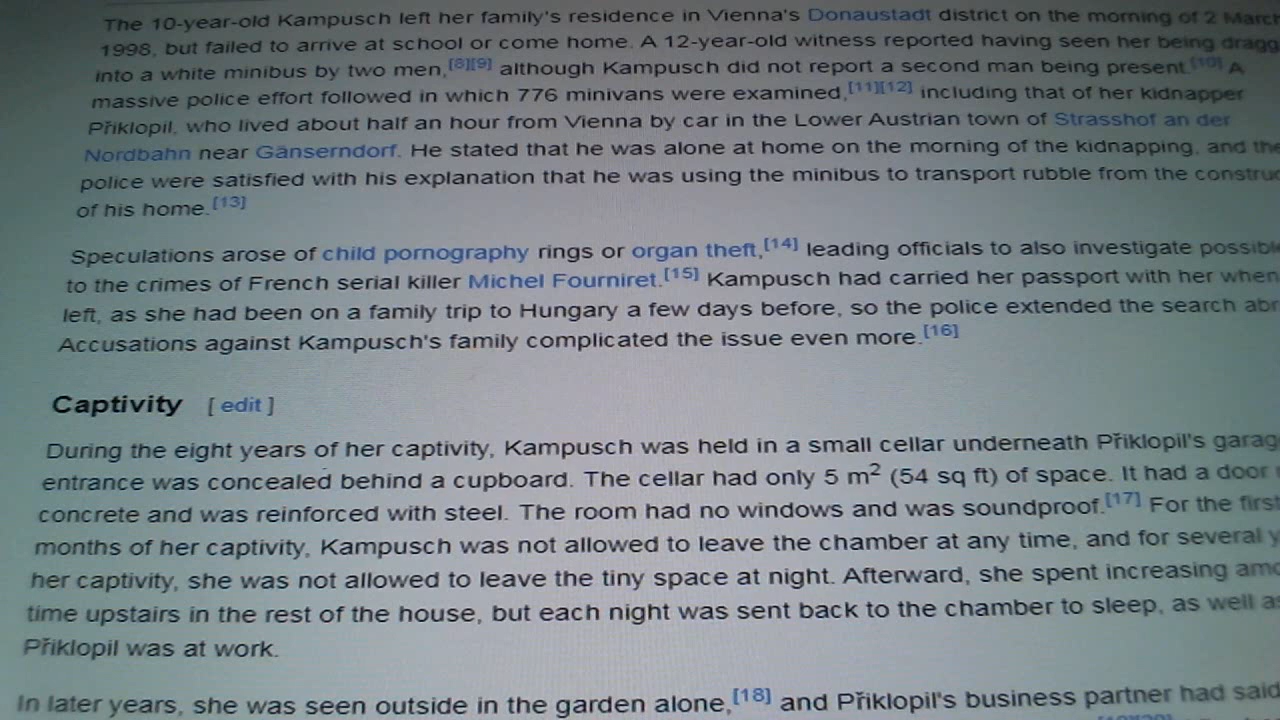 The 10-year-old Kampusch left her family's residence in Vienna's Donaustadt district on the morning of 2 March
1998, but failed to arrive at school or come home. A 12-year-old witness reported having seen her being dragg
into a white minibus by two men,[8][9] although Kampusch did not report a second man being present.[10] A
massive police effort followed in which 776 minivans were examined,[11][12] including that of her kidnapper
Přiklopil, who lived about half an hour from Vienna by car in the Lower Austrian town of Strasshof an der
Nordbahn near Gänserndorf. He stated that he was alone at home on the morning of the kidnapping, and the
police were satisfied with his explanation that he was using the minibus to transport rubble from the construc
of his home.[13]
Speculations arose of child pornography rings or organ theft,[14] leading officials to also investigate possible
to the crimes of French serial killer Michel Fourniret.[15] Kampusch had carried her passport with her when
left, as she had been on a family trip to Hungary a few days before, so the police extended the search abr
Accusations against Kampusch's family complicated the issue even more.[16]
Captivity [ edit ]
During the eight years of her captivity, Kampusch was held in a small cellar underneath Přiklopil's garag
entrance was concealed behind a cupboard. The cellar had only 5 m² (54 sq ft) of space. It had a door
concrete and was reinforced with steel. The room had no windows and was soundproof.[17] For the first
months of her captivity, Kampusch was not allowed to leave the chamber at any time, and for several y
her captivity, she was not allowed to leave the tiny space at night. Afterward, she spent increasing amo
time upstairs in the rest of the house, but each night was sent back to the chamber to sleep, as well as
Přiklopil was at work.
In later years, she was seen outside in the garden alone,[18] and Přiklopil's business partner had said